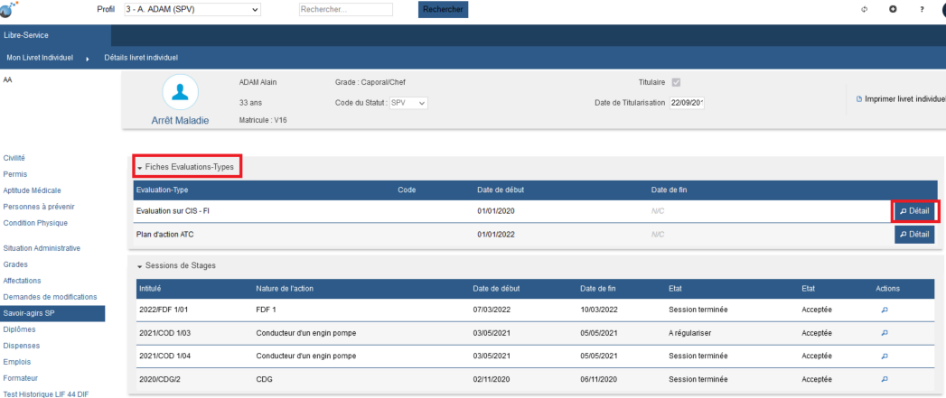 Profil 3 - A. ADAM (SPV) Rechercher... Rechercher ?
Libre-Service
Mon Livret Individuel Détails livret individuel
AA
ADAM Alain Grade : Caporal/Chef Titulaire
33 ans Code du Statut : SPV Date de Titularisation 22/09/20
Imprimer livret individuel
Arrêt Maladie Matricule : V16
Civilité
Permis
Aptitude Médicale
Personnes à prévenir
Condition Physique
Situation Administrative
Grades
Affectations
Demandes de modifications
Savoir-agirs SP
Diplômes
Dispenses
Emplois
Formateur
Test Historique LIF 44 DIF
Fiches Evaluations-Types
Evaluation-Type Code Date de début Date de fin
Evaluation sur CIS - FI 01/01/2020 N/C Détail
Plan d'action ATC 01/01/2022 N/C Détail
Sessions de Stages
Intitulé Nature de l'action Date de début Date de fin Etat Etat Actions
2022/FDF 1/01 FDF 1 07/03/2022 10/03/2022 Session terminée Acceptée
2021/COD 1/03 Conducteur d'un engin pompe 03/05/2021 05/05/2021 A régulariser Acceptée
2021/COD 1/04 Conducteur d'un engin pompe 03/05/2021 05/05/2021 Session terminée Acceptée
2020/CDG/2 CDG 02/11/2020 06/11/2020 Session terminée Acceptée